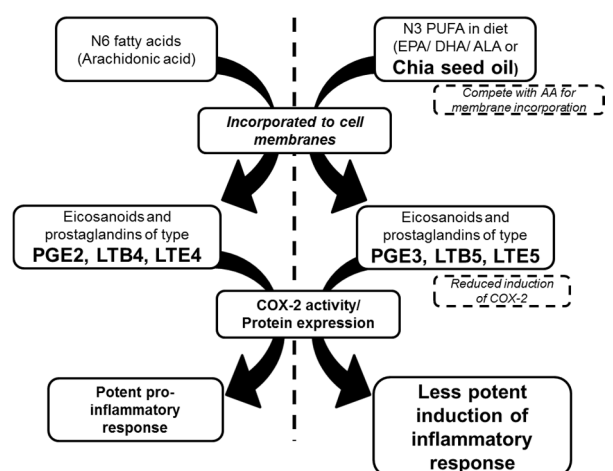 N6 fatty acids
(Arachidonic acid)
N3 PUFA in diet
(EPA/ DHA/ ALA or
Chia seed oil)
Compete with AA for
membrane incorporation
Incorporated to cell
membranes
Eicosanoids and
prostaglandins of type
PGE2, LTB4, LTE4
Eicosanoids and
prostaglandins of type
PGE3, LTB5, LTE5
Reduced induction
of COX-2
COX-2 activity/
Protein expression
Potent pro-
inflammatory
response
Less potent
induction of
inflammatory
response